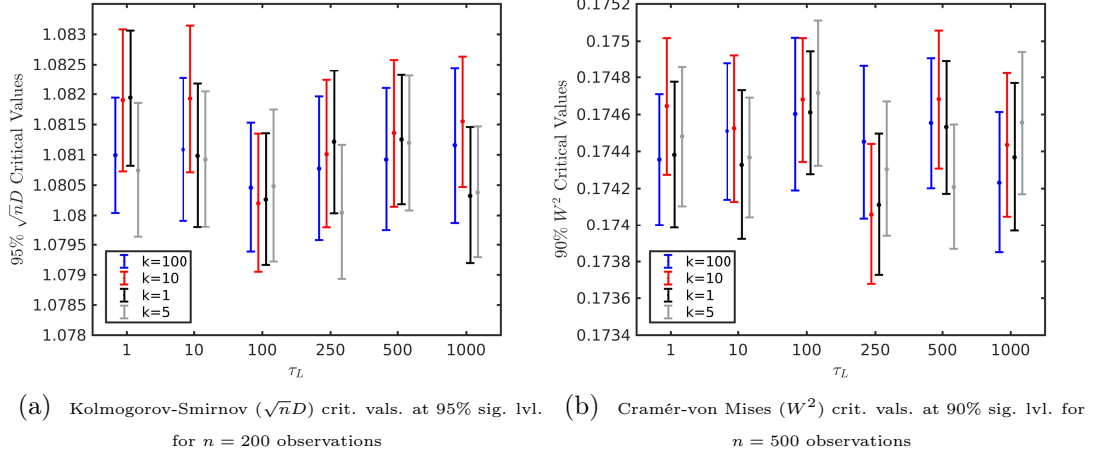 1.083
1.0825
1.082
1.0815
1.081
1.0805
1.08
1.0795
1.079
1.0785
1.078
95% √nD Critical Values
k=100
k=10
k=1
k=5
1 10 100 250 500 1000
τ_L
0.1752
0.175
0.1748
0.1746
0.1744
0.1742
0.174
0.1738
0.1736
0.1734
90% W² Critical Values
k=100
k=10
k=1
k=5
1 10 100 250 500 1000
τ_L
(a) Kolmogorov-Smirnov (√nD) crit. vals. at 95% sig. lvl.
for n = 200 observations
(b) Cramér-von Mises (W²) crit. vals. at 90% sig. lvl. for
n = 500 observations